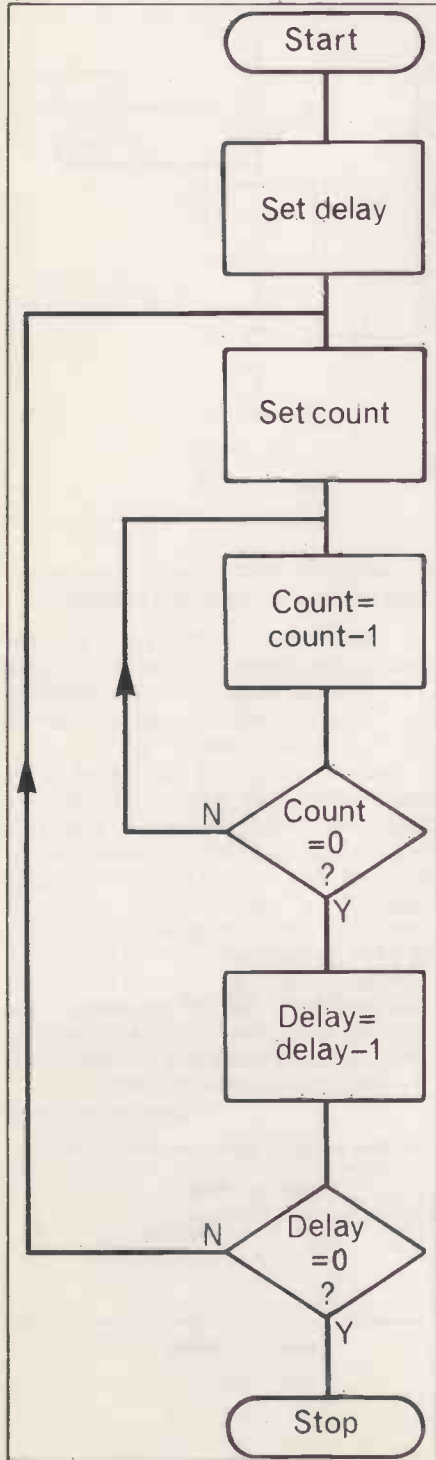 Start
Set delay
Set count
Count=
count-1
N
Count
=0
?
Y
Delay=
delay-1
N
Delay
=0
?
Y
Stop